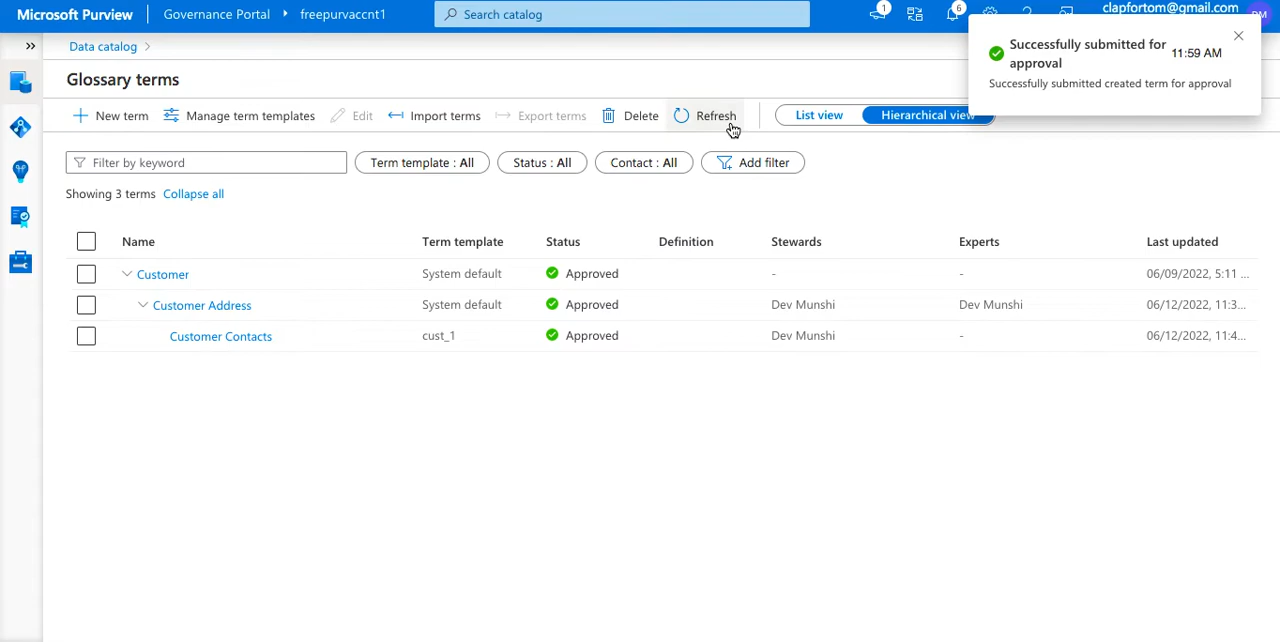 Microsoft Purview
Governance Portal
freepurvaccnt1
Search catalog
1
6
clapfortom@gmail.com
Successfully submitted for approval
11:59 AM
Successfully submitted created term for approval
Data catalog
Glossary terms
New term
Manage term templates
Edit
Import terms
Export terms
Delete
Refresh
List view
Hierarchical view
Filter by keyword
Term template : All
Status : All
Contact : All
Add filter
Showing 3 terms Collapse all
Name Term template Status Definition Stewards Experts Last updated
Customer System default Approved - - 06/09/2022, 5:11 ...
Customer Address System default Approved Dev Munshi Dev Munshi 06/12/2022, 11:3...
Customer Contacts cust_1 Approved Dev Munshi - 06/12/2022, 11:4...